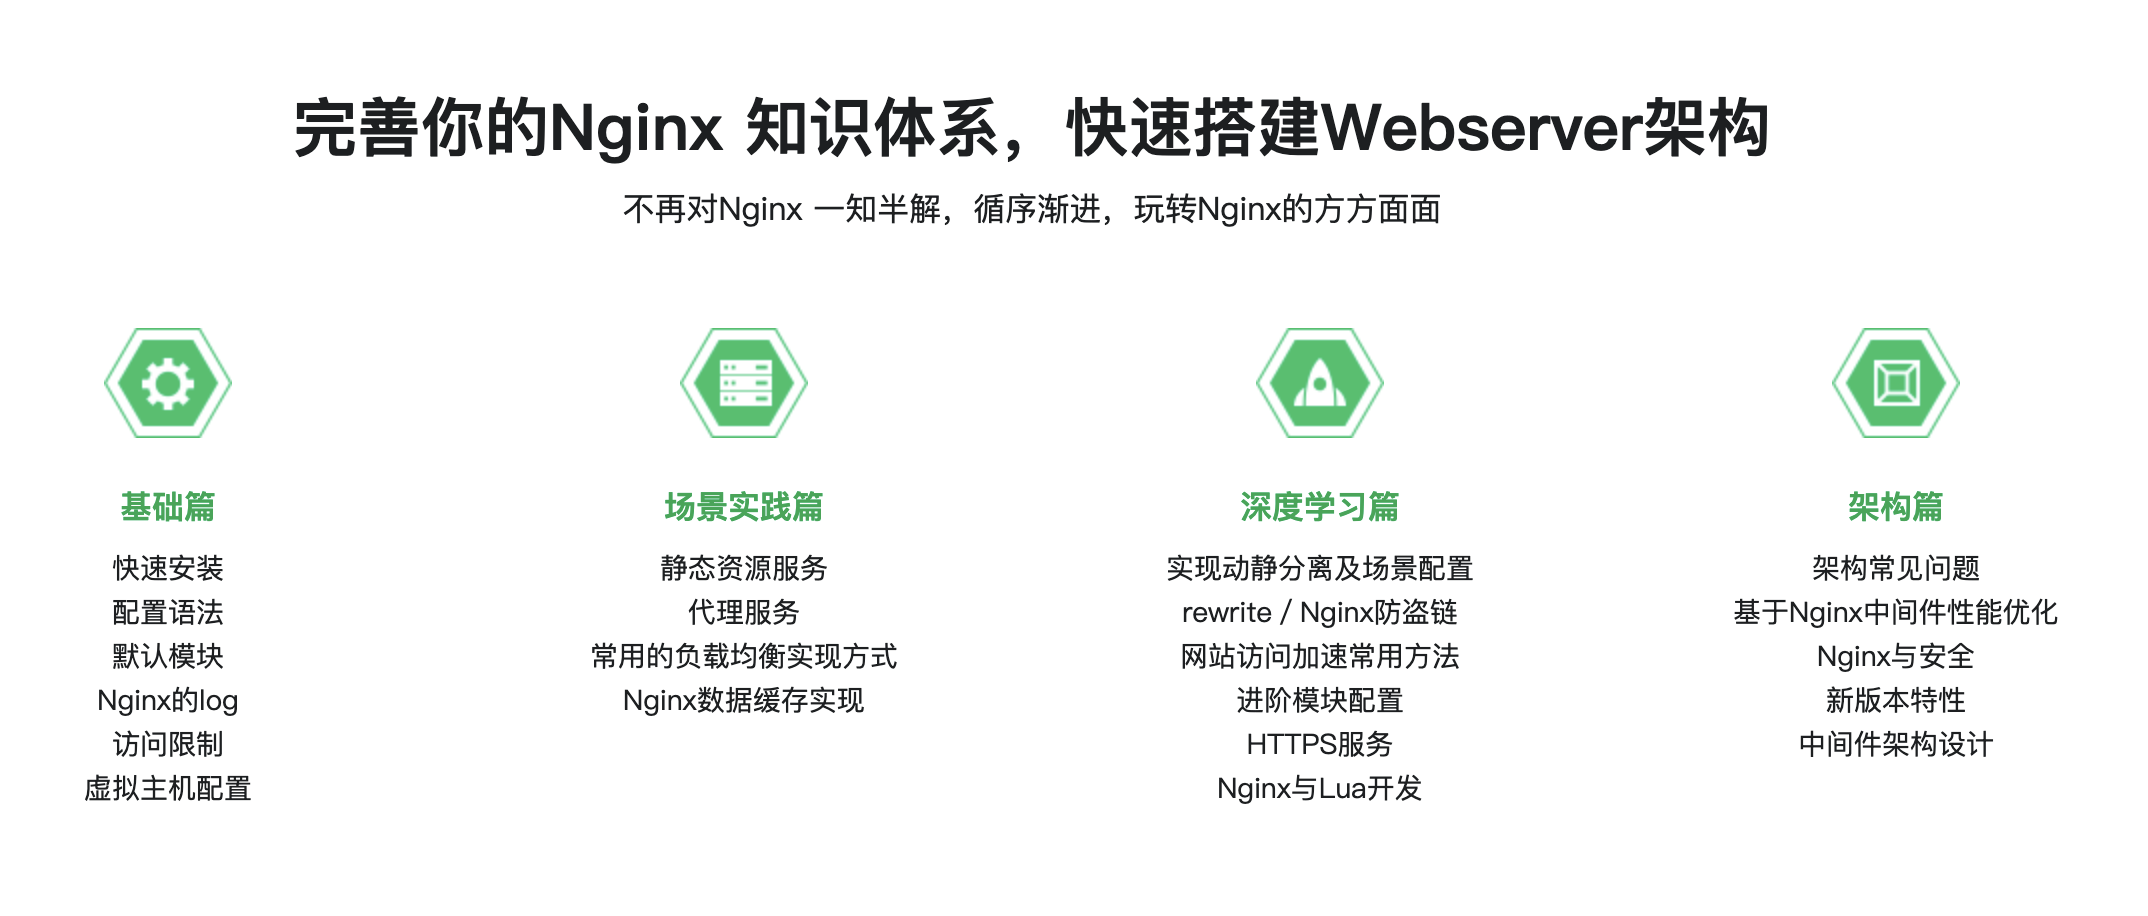 完善你的Nginx 知识体系，快速搭建Webserver架构
不再对Nginx 一知半解，循序渐进，玩转Nginx的方方面面
基础篇
快速安装
配置语法
默认模块
Nginx的log
访问限制
虚拟主机配置
场景实践篇
静态资源服务
代理服务
常用的负载均衡实现方式
Nginx数据缓存实现
深度学习篇
实现动静分离及场景配置
rewrite / Nginx防盗链
网站访问加速常用方法
进阶模块配置
HTTPS服务
Nginx与Lua开发
架构篇
架构常见问题
基于Nginx中间件性能优化
Nginx与安全
新版本特性
中间件架构设计